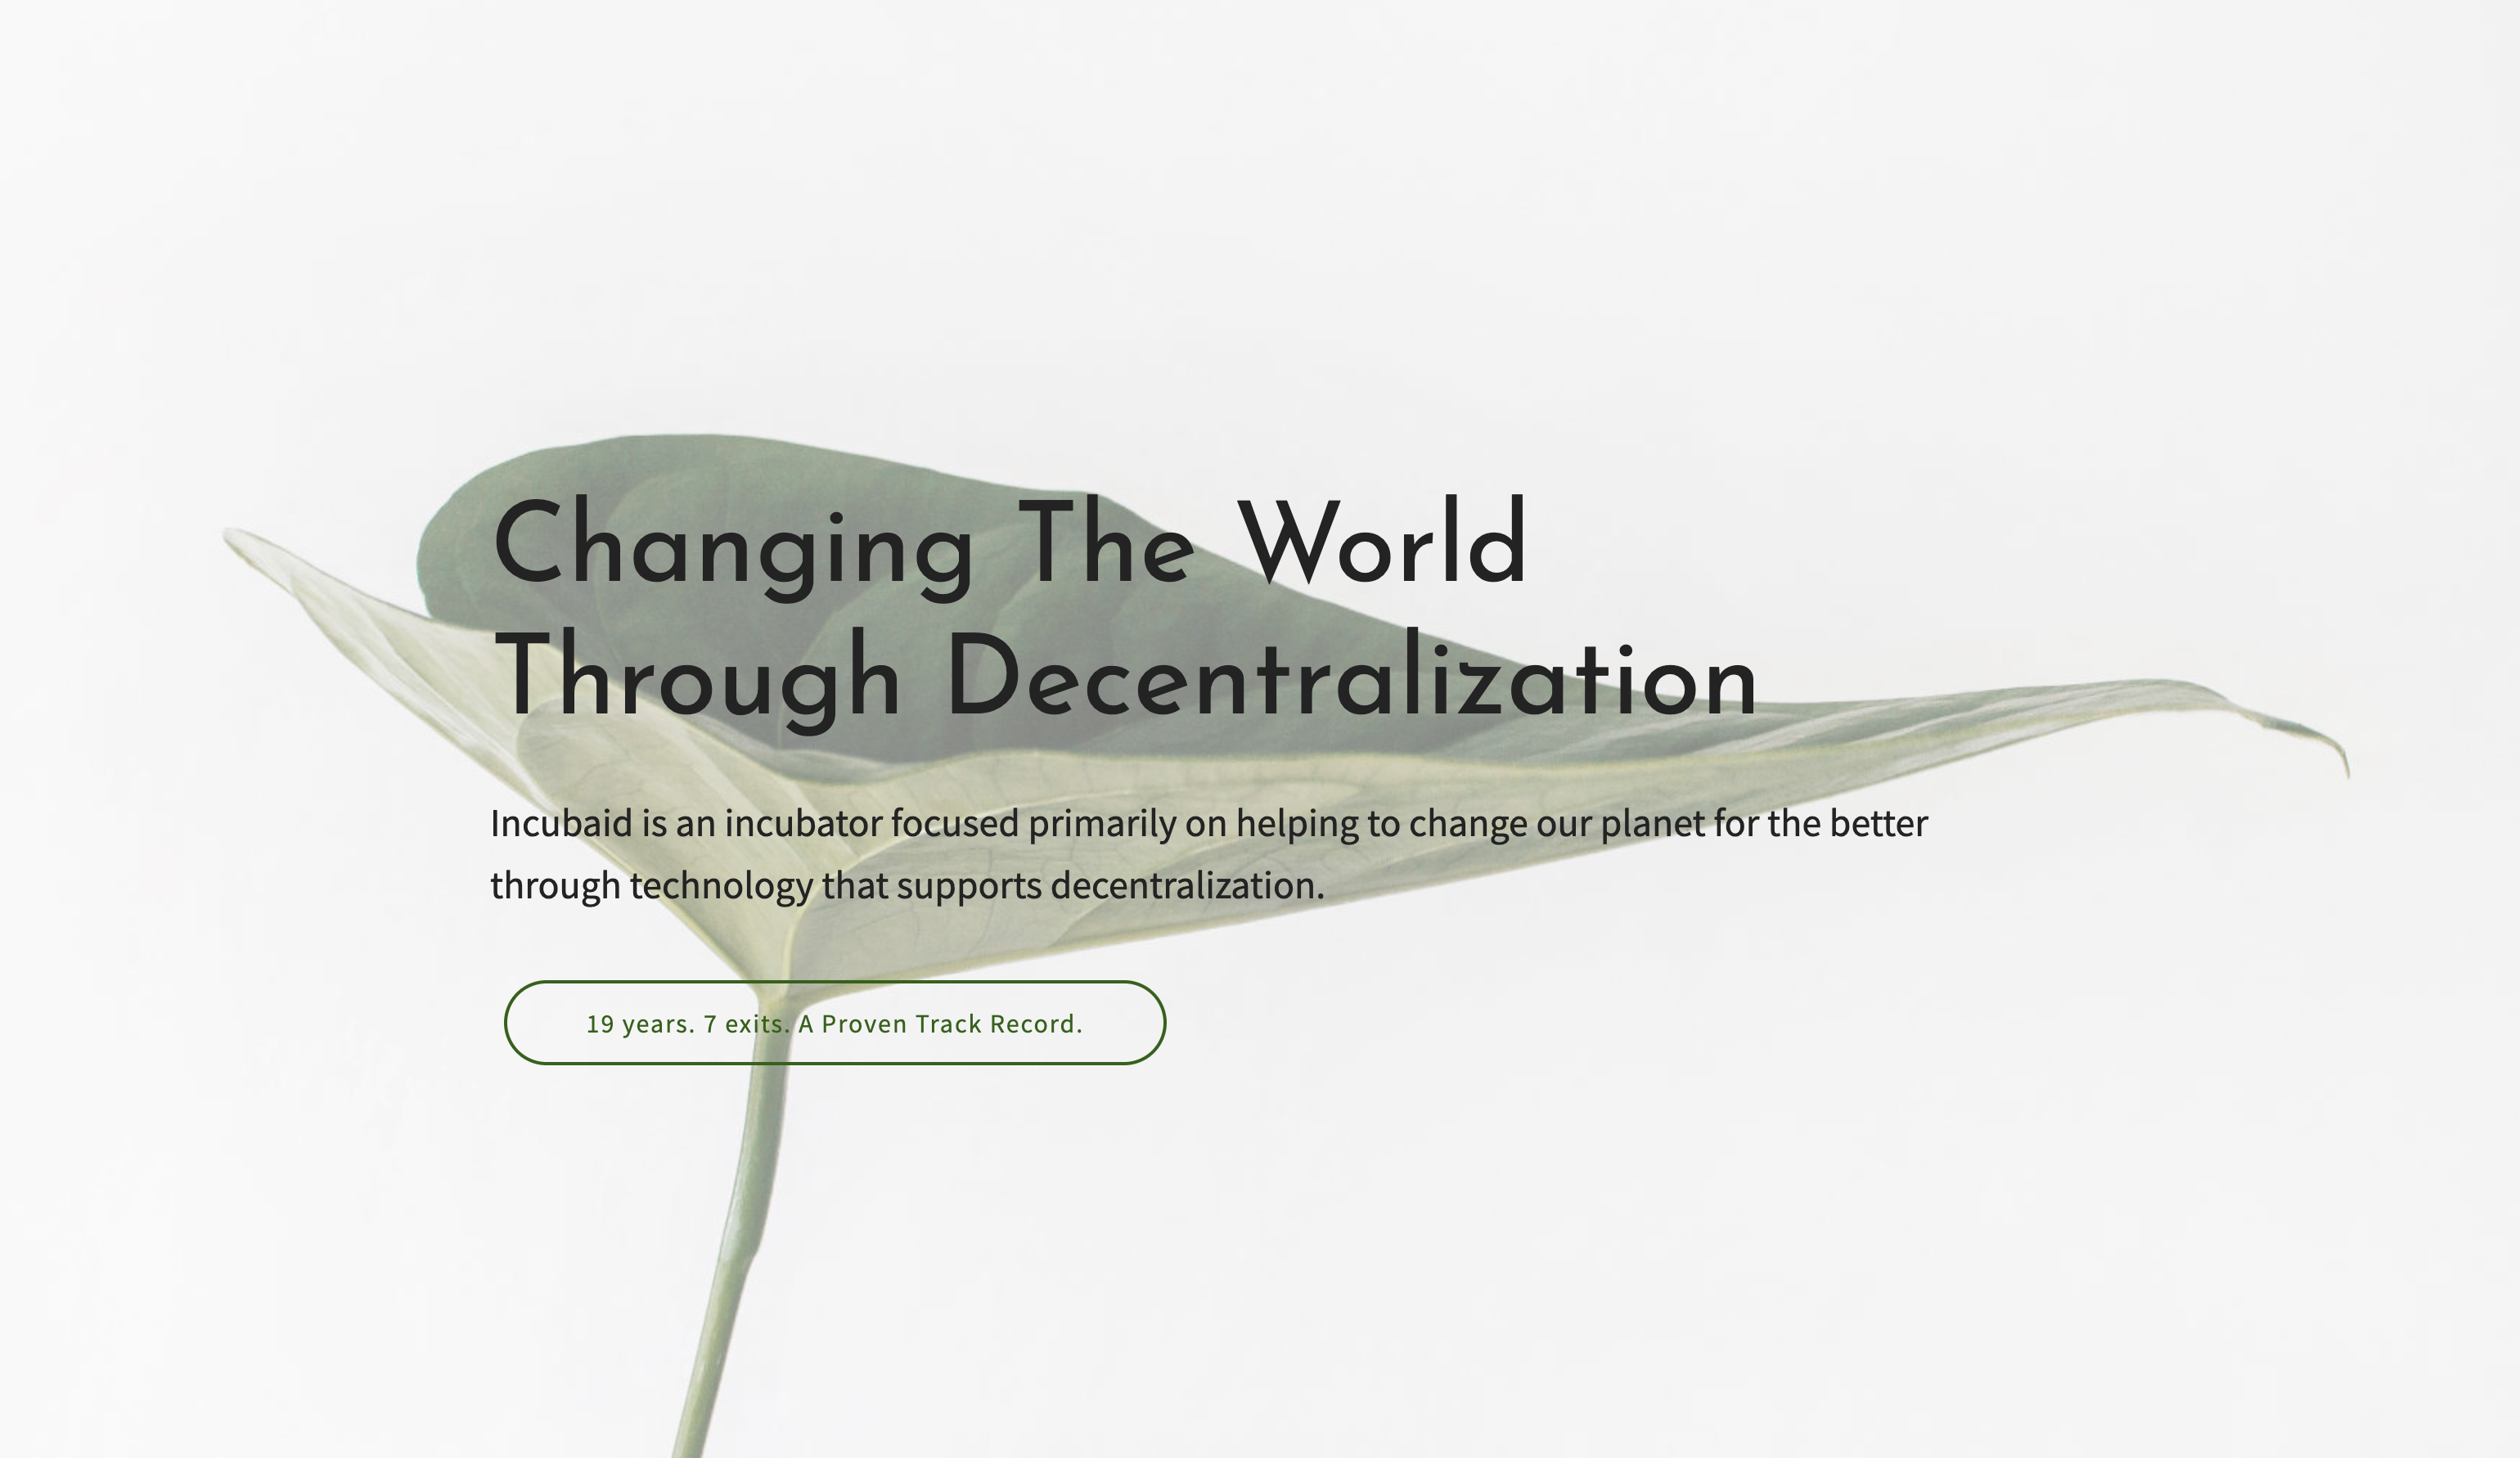 Changing The World
Through Decentralization
Incubaid is an incubator focused primarily on helping to change our planet for the better
through technology that supports decentralization.
19 years. 7 exits. A Proven Track Record.